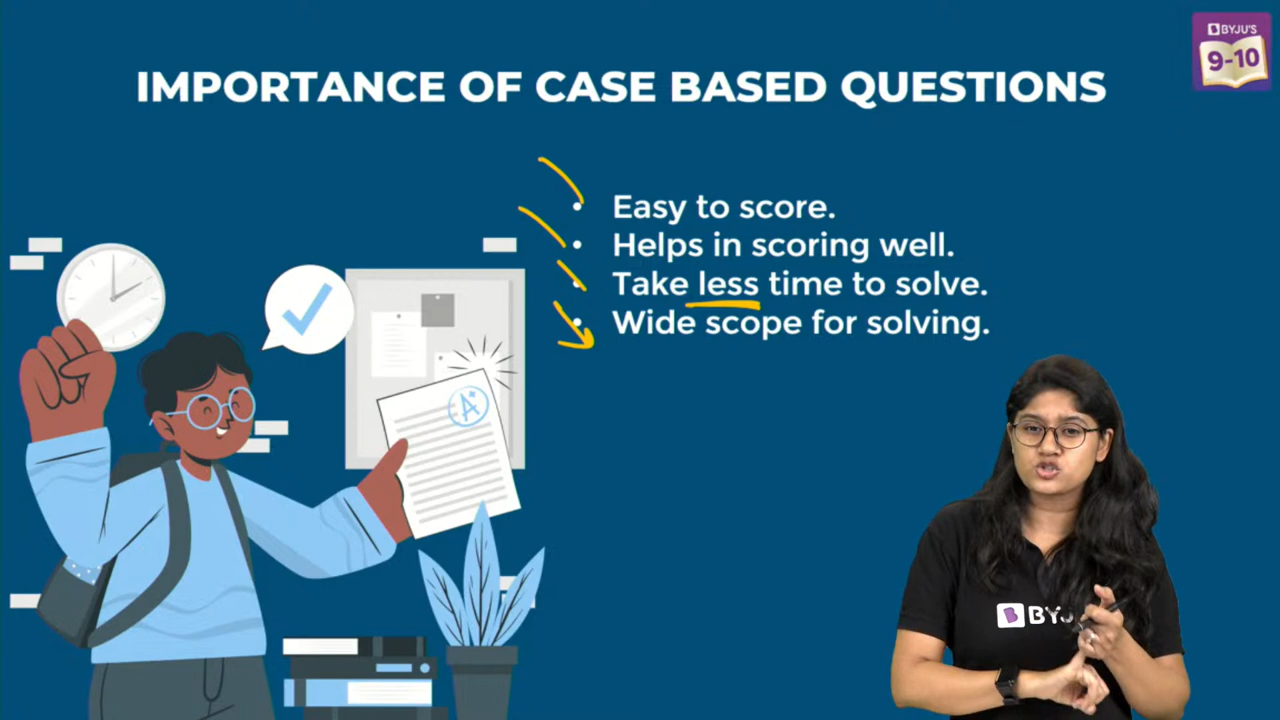 BYJU'S
9-10
IMPORTANCE OF CASE BASED QUESTIONS
• Easy to score.
• Helps in scoring well.
• Take less time to solve.
• Wide scope for solving.
A+
BYJ